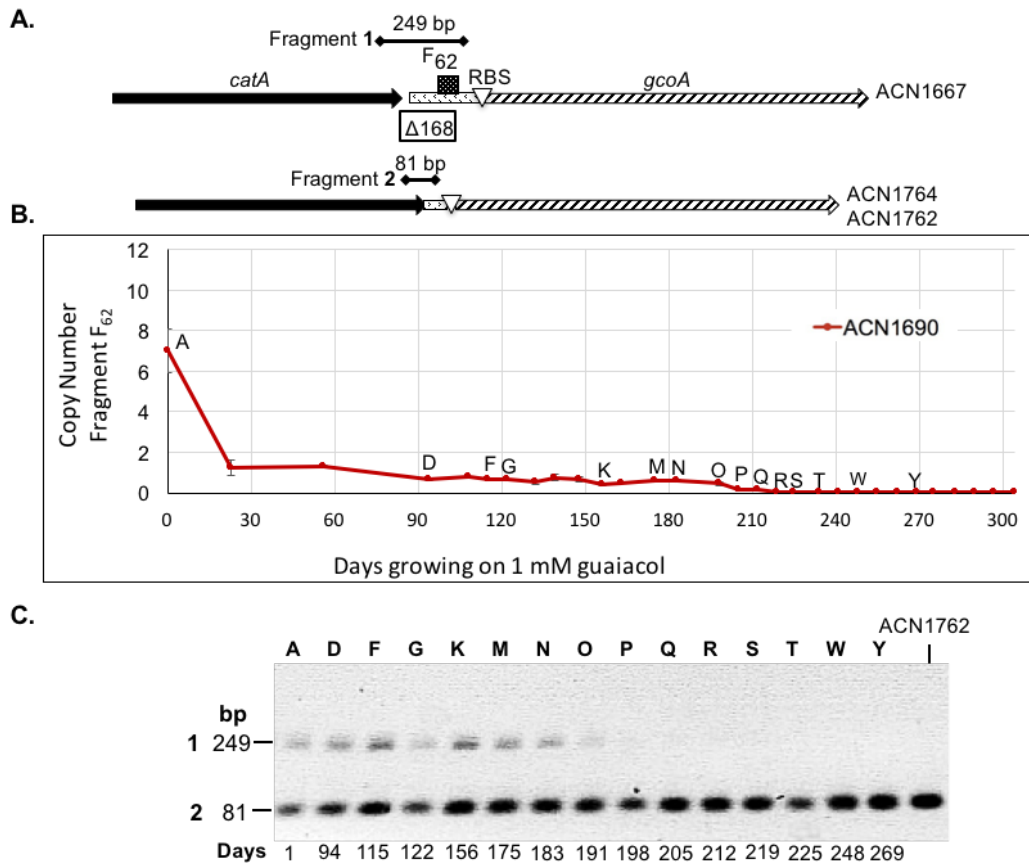 A.
249 bp
Fragment 1
F62
RBS
catA
gcoA
ACN1667
Δ168
81 bp
Fragment 2
ACN1764
ACN1762
B.
Copy Number
Fragment F62
12
10
8
6
4
2
0
A
D
F
G
K
M
N
O
P
Q
R
S
T
W
Y
ACN1690
0 30 60 90 120 150 180 210 240 270 300
Days growing on 1 mM guaiacol
C.
ACN1762
A D F G K M N O P Q R S T W Y
bp
1 249
2 81
Days 1 94 115 122 156 175 183 191 198 205 212 219 225 248 269